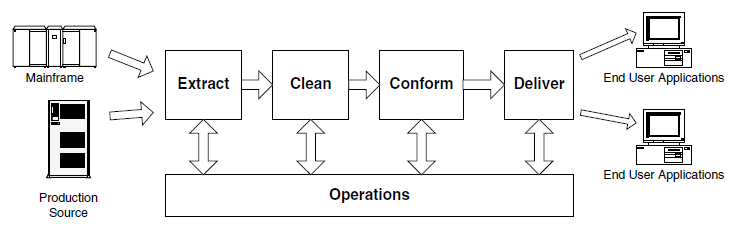 Mainframe
Production
Source
Extract
Clean
Conform
Deliver
Operations
End User Applications
End User Applications